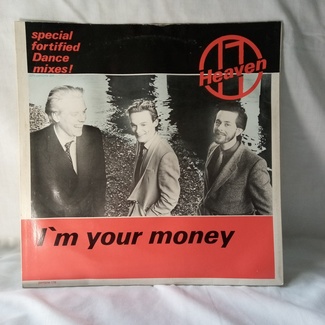 special
fortified
Dance
mixes!
17
Heaven
I`m your money